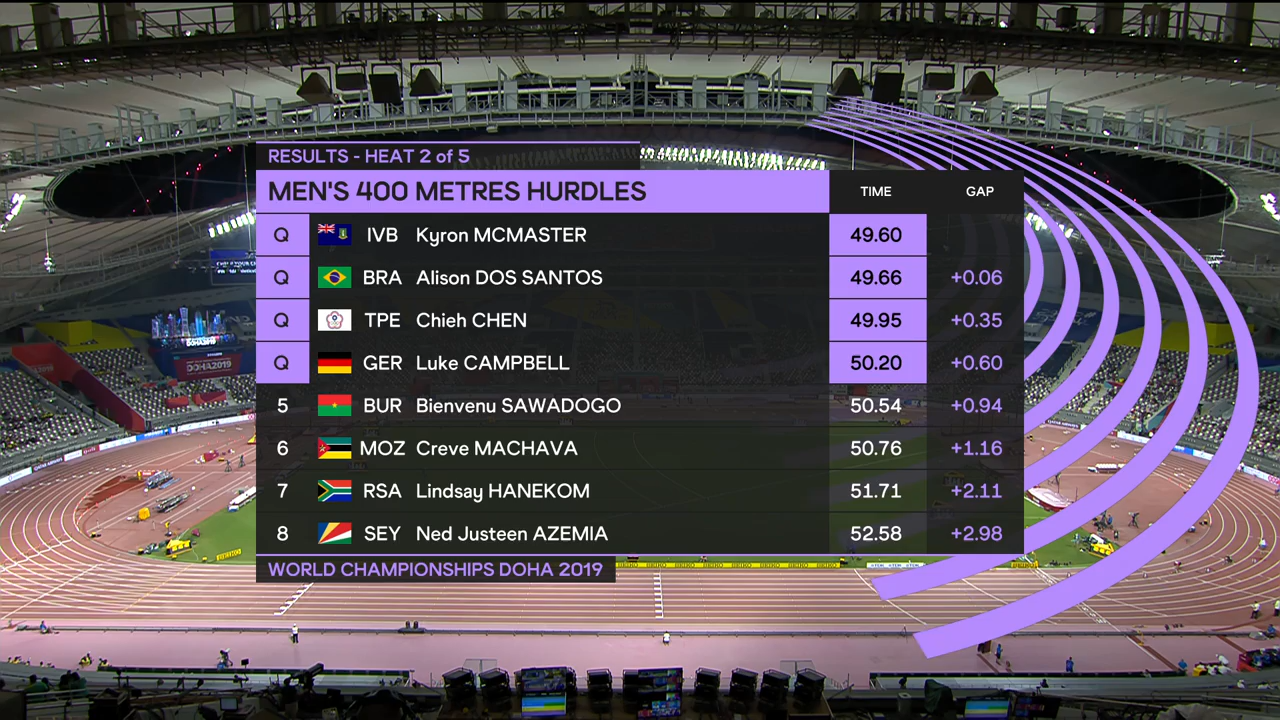 RESULTS - HEAT 2 of 5
MEN'S 400 METRES HURDLES TIME GAP
Q IVB Kyron MCMASTER 49.60
Q BRA Alison DOS SANTOS 49.66 +0.06
Q TPE Chieh CHEN 49.95 +0.35
Q GER Luke CAMPBELL 50.20 +0.60
5 BUR Bienvenu SAWADOGO 50.54 +0.94
6 MOZ Creve MACHAVA 50.76 +1.16
7 RSA Lindsay HANEKOM 51.71 +2.11
8 SEY Ned Justeen AZEMIA 52.58 +2.98
WORLD CHAMPIONSHIPS DOHA 2019
DOHA2019